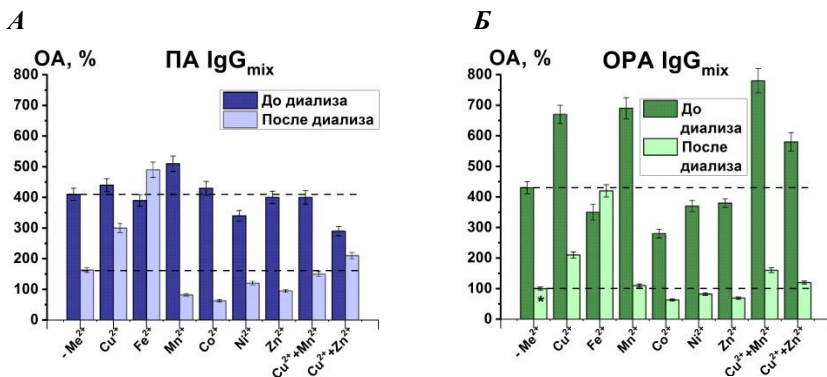 А
ОА, %
ПА IgGmix
До диализа
После диализа
800
700
600
500
400
300
200
100
0
- Me²⁺
Cu²⁺
Fe²⁺
Mn²⁺
Co²⁺
Ni²⁺
Zn²⁺
Cu²⁺+Mn²⁺
Cu²⁺+Zn²⁺
Б
ОА, %
ОРА IgGmix
До
диализа
После
диализа
800
700
600
500
400
300
200
100
0
*
- Me²⁺
Cu²⁺
Fe²⁺
Mn²⁺
Co²⁺
Ni²⁺
Zn²⁺
Cu²⁺+Mn²⁺
Cu²⁺+Zn²⁺